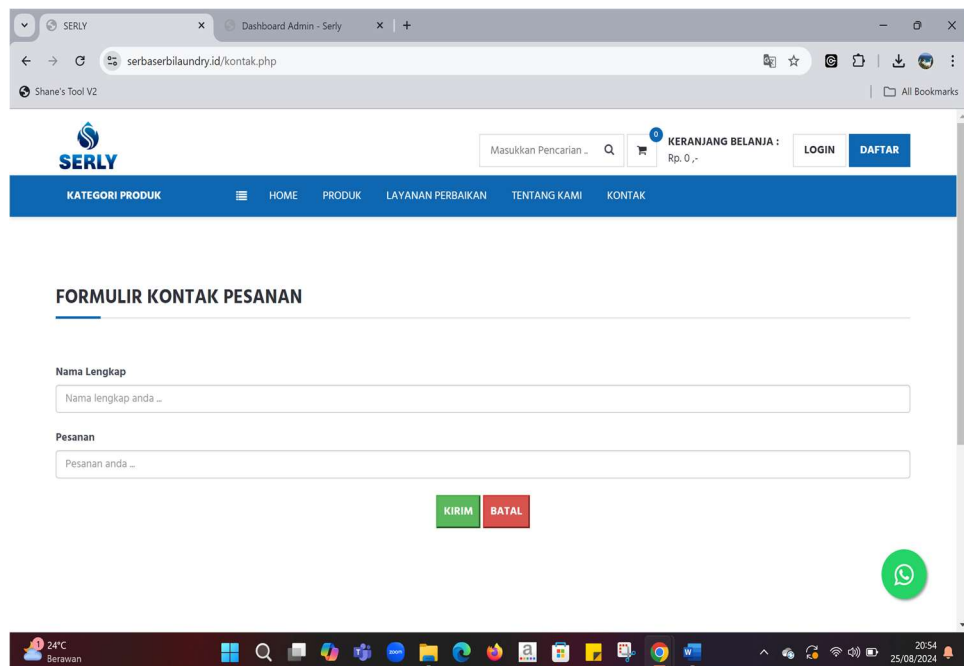 SERLY
Dashboard Admin - Serly
serbaserbilaundry.id/kontak.php
Shane's Tool V2
All Bookmarks
SERLY
Masukkan Pencarian ..
0
KERANJANG BELANJA :
Rp. 0 ,-
LOGIN
DAFTAR
KATEGORI PRODUK
HOME
PRODUK
LAYANAN PERBAIKAN
TENTANG KAMI
KONTAK
FORMULIR KONTAK PESANAN
Nama Lengkap
Nama lengkap anda ...
Pesanan
Pesanan anda ...
KIRIM
BATAL
1
24°C
Berawan
zoom
a
20:54
25/08/2024